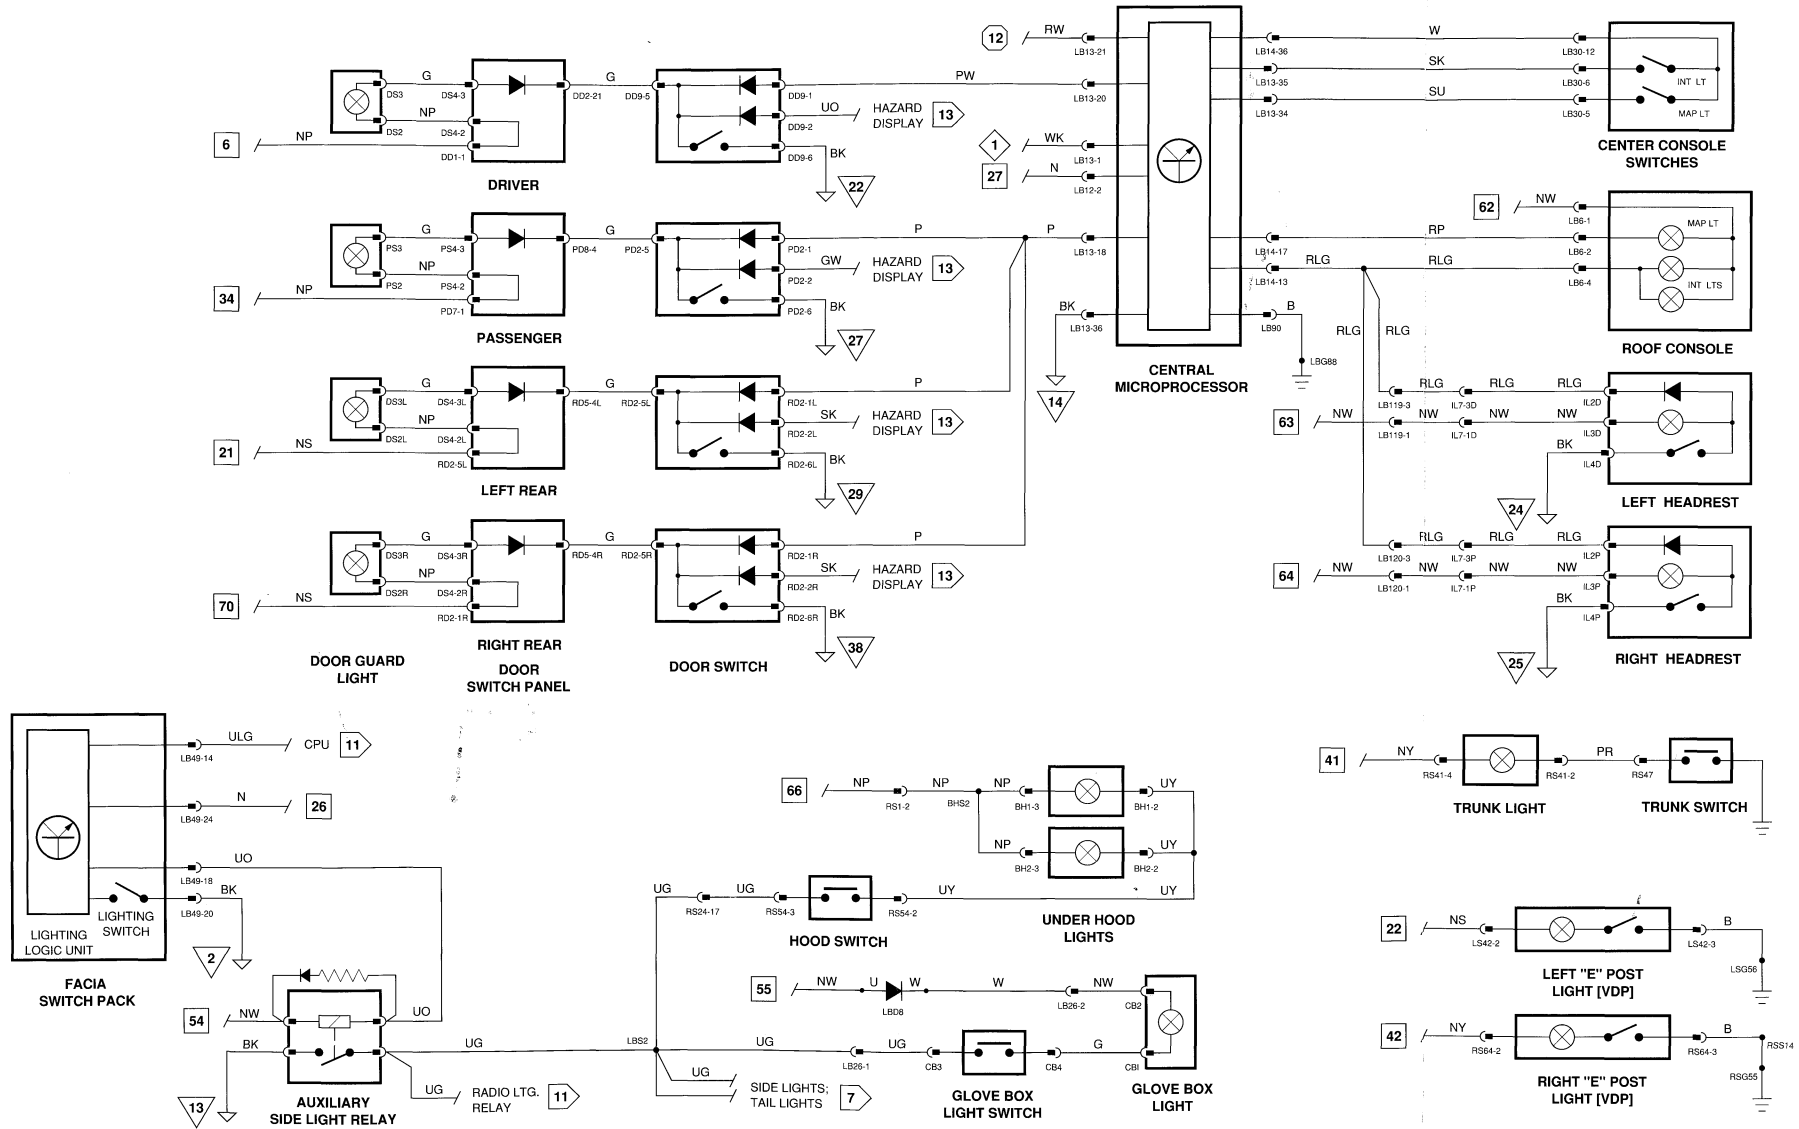 12
RW
LB13-21
LB14-36
W
LB30-12
LB13-35
SK
LB30-6
INT LT
LB13-34
SU
LB30-5
MAP LT
CENTER CONSOLE
SWITCHES
DS3
G
DS4-3
DD2-21
G
DD9-5
DD9-1
PW
LB13-20
DS2
NP
DS4-2
DD9-2
UO
HAZARD
DISPLAY
13
6
NP
DD1-1
DD9-6
BK
22
DRIVER
1
WK
LB13-1
27
N
LB12-2
PS3
G
PS4-3
PD8-4
G
PD2-5
PD2-1
P
P
LB13-18
PS2
NP
PS4-2
PD2-2
GW
HAZARD
DISPLAY
13
34
NP
PD7-1
PD2-6
BK
27
PASSENGER
62
NW
LB6-1
MAP LT
LB14-17
RP
LB6-2
LB14-13
RLG
RLG
LB6-4
INT LTS
ROOF CONSOLE
BK
LB13-36
14
B
LB90
LBG88
CENTRAL
MICROPROCESSOR
RLG
RLG
DS3L
G
DS4-3L
RD5-4L
G
RD2-5L
RD2-1L
P
DS2L
NP
DS4-2L
RD2-2L
SK
HAZARD
DISPLAY
13
21
NS
RD2-5L
RD2-6L
BK
29
LEFT REAR
LB119-3
RLG
IL7-3D
RLG
RLG
IL2D
63
NW
LB119-1
NW
IL7-1D
NW
NW
IL3D
BK
IL4D
24
LEFT HEADREST
DS3R
G
DS4-3R
RD5-4R
G
RD2-5R
RD2-1R
P
DS2R
NP
DS4-2R
RD2-2R
SK
HAZARD
DISPLAY
13
70
NS
RD2-1R
RD2-6R
BK
38
RIGHT REAR
LB120-3
RLG
IL7-3P
RLG
RLG
IL2P
64
NW
LB120-1
NW
IL7-1P
NW
NW
IL3P
BK
IL4P
25
RIGHT HEADREST
DOOR GUARD
LIGHT
DOOR
SWITCH PANEL
DOOR SWITCH
ULG
LB49-14
CPU
11
N
LB49-24
26
UO
LB49-18
BK
LB49-20
LIGHTING
SWITCH
LIGHTING
LOGIC UNIT
2
FACIA
SWITCH PACK
54
NW
UO
BK
13
AUXILIARY
SIDE LIGHT RELAY
UG
UG
RADIO LTG.
RELAY
11
LBS2
66
NP
RS1-2
NP
BHS2
NP
BH1-3
BH1-2
UY
NP
BH2-3
BH2-2
UY
UG
RS24-17
UG
RS54-3
RS54-2
UY
UY
HOOD SWITCH
UNDER HOOD
LIGHTS
55
NW
U
W
LBD8
W
LB26-2
NW
CB2
UG
LB26-1
UG
CB3
CB4
G
CB1
GLOVE BOX
LIGHT SWITCH
GLOVE BOX
LIGHT
UG
SIDE LIGHTS;
TAIL LIGHTS
7
41
NY
RS41-4
RS41-2
PR
RS47
TRUNK LIGHT
TRUNK SWITCH
22
NS
LS42-2
LS42-3
B
LSG56
LEFT "E" POST
LIGHT [VDP]
42
NY
RS64-2
RS64-3
B
RSS14
RSG55
RIGHT "E" POST
LIGHT [VDP]